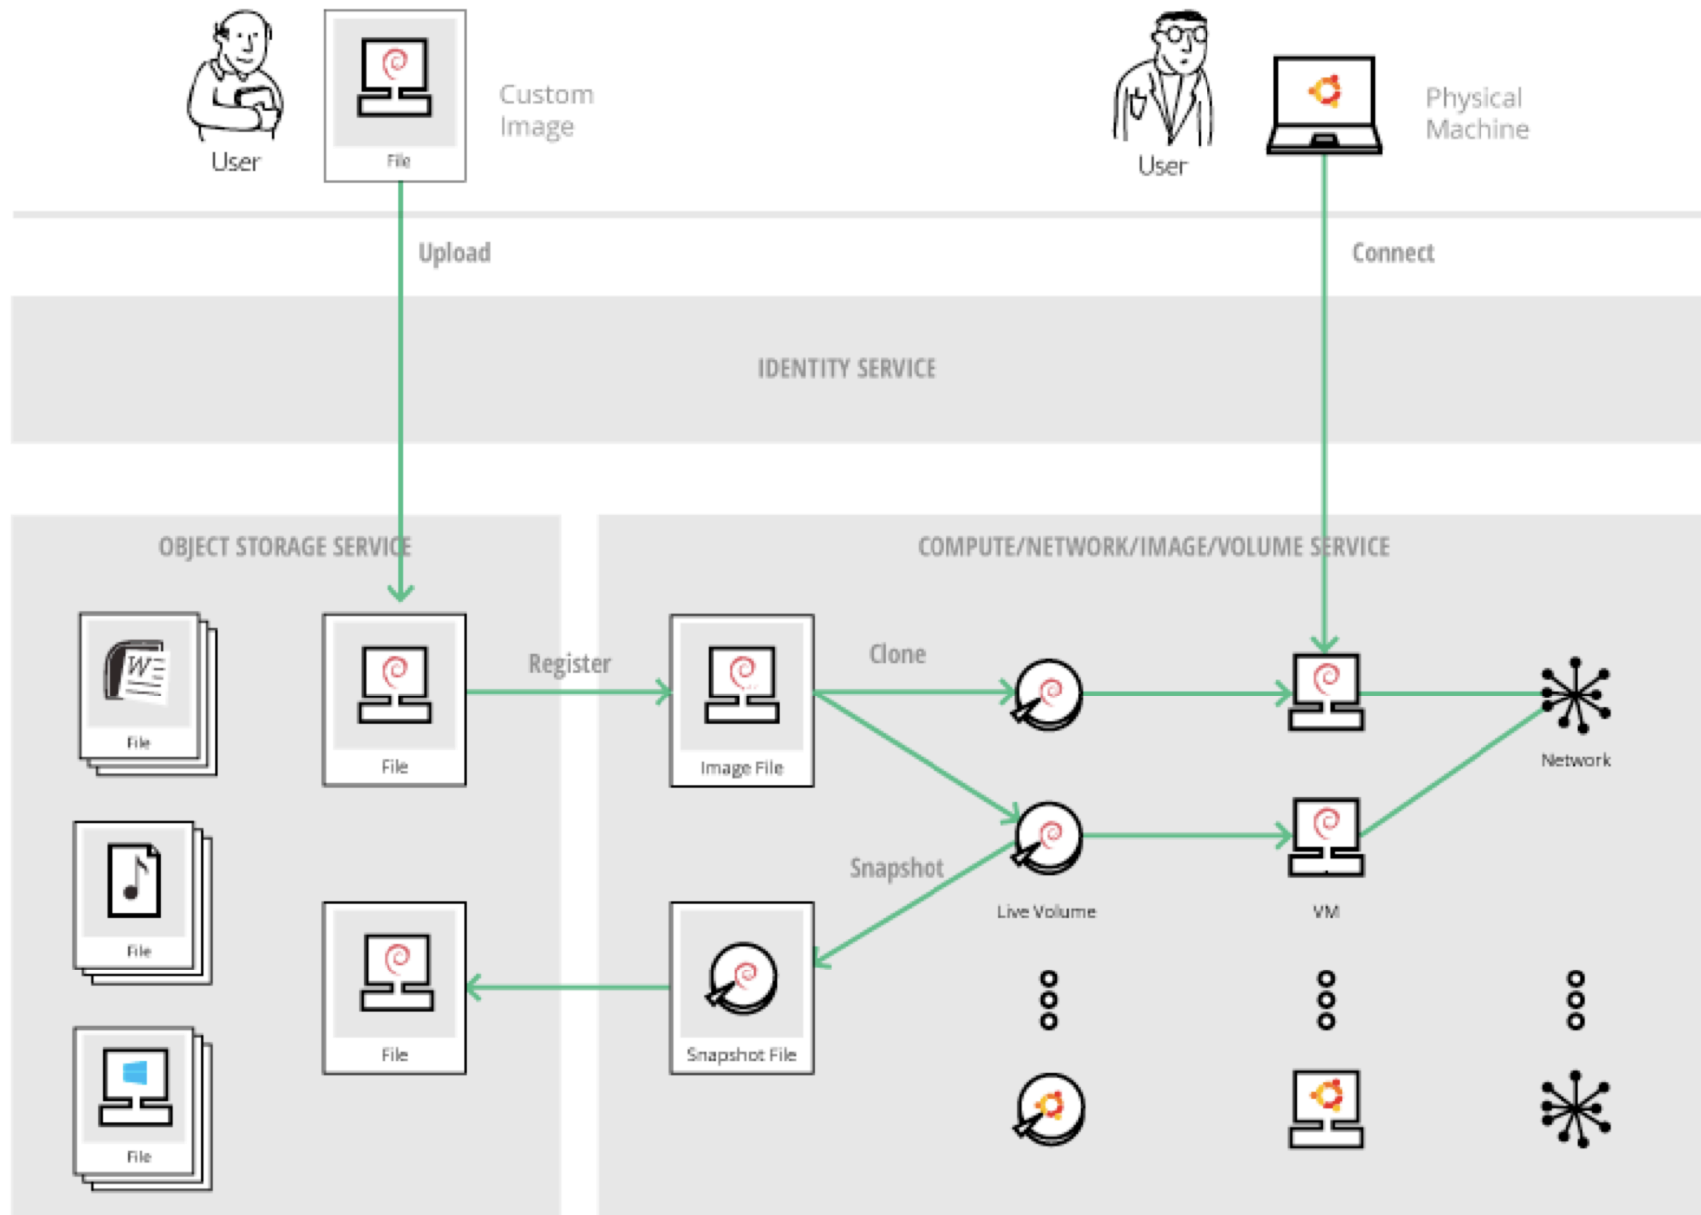 Custom
Image
File
User
Physical
Machine
User
Upload
Connect
IDENTITY SERVICE
OBJECT STORAGE SERVICE
COMPUTE/NETWORK/IMAGE/VOLUME SERVICE
W
File
File
Register
Image File
Clone
Network
File
Snapshot
Live Volume
VM
File
Snapshot File
File